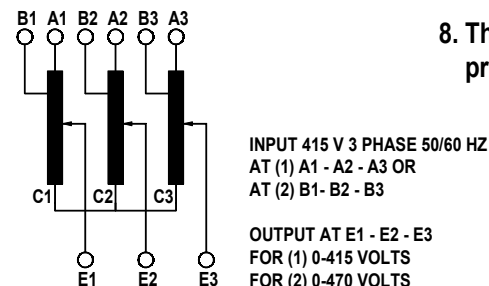 B1 A1 B2 A2 B3 A3
8. Th
pr
INPUT 415 V 3 PHASE 50/60 HZ
AT (1) A1 - A2 - A3 OR
AT (2) B1- B2 - B3
C1 C2 C3
OUTPUT AT E1 - E2 - E3
FOR (1) 0-415 VOLTS
FOR (2) 0-470 VOLTS
E1 E2 E3